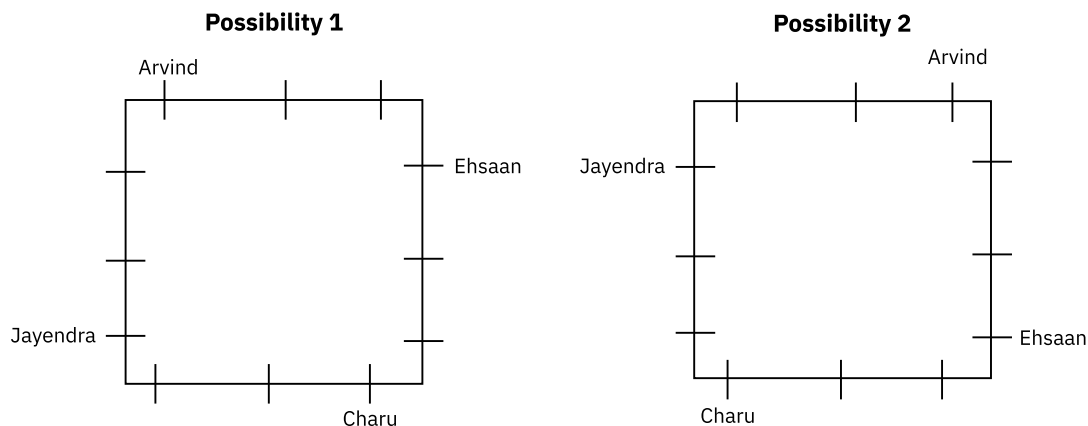 Possibility 1
Arvind
Ehsaan
Jayendra
Charu
Possibility 2
Arvind
Jayendra
Ehsaan
Charu